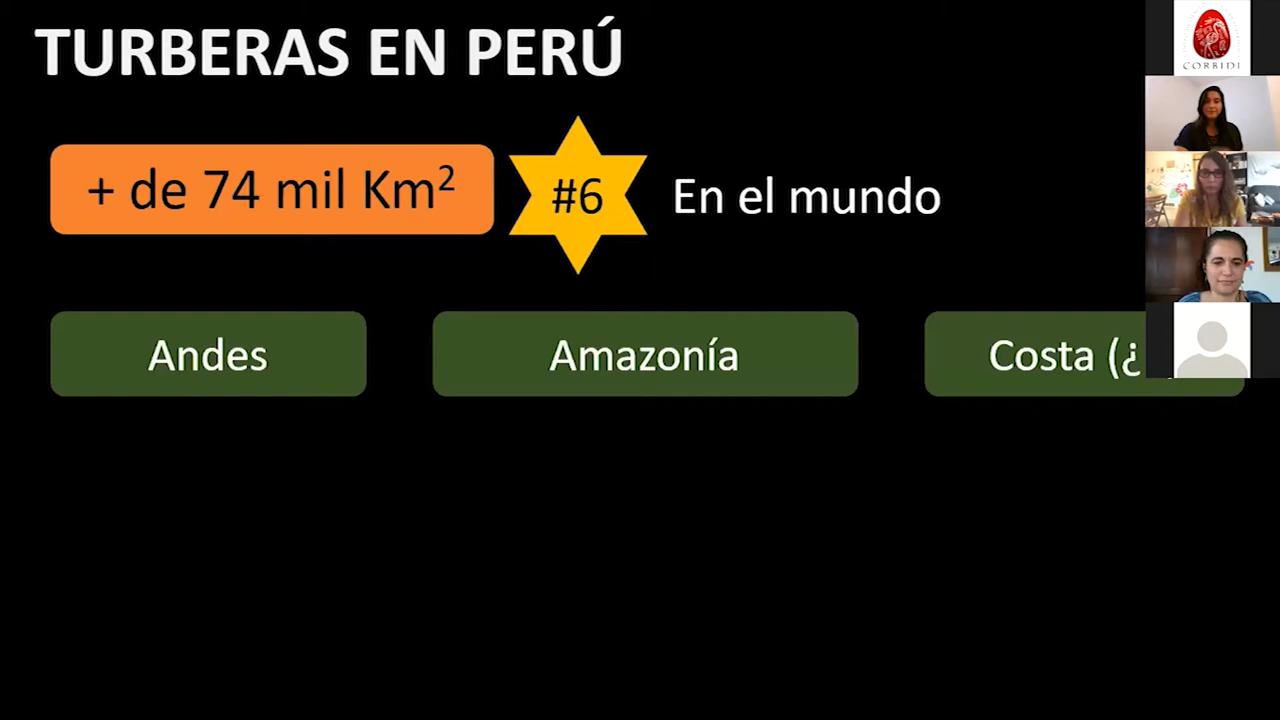 TURBERAS EN PERÚ
+ de 74 mil Km²
#6
En el mundo
Andes
Amazonía
Costa (¿
CORBIDI